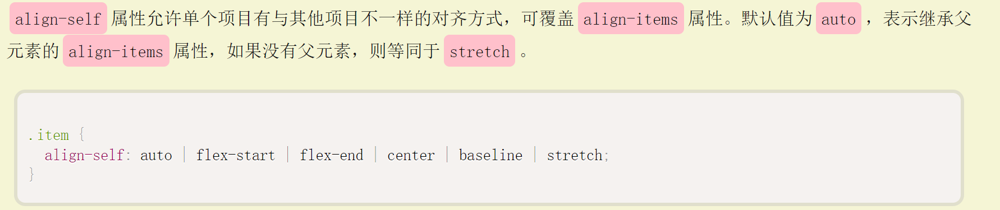 align-self 属性允许单个项目有与其他项目不一样的对齐方式，可覆盖 align-items 属性。默认值为 auto ，表示继承父
元素的 align-items 属性，如果没有父元素，则等同于 stretch 。
.item {
  align-self: auto | flex-start | flex-end | center | baseline | stretch;
}